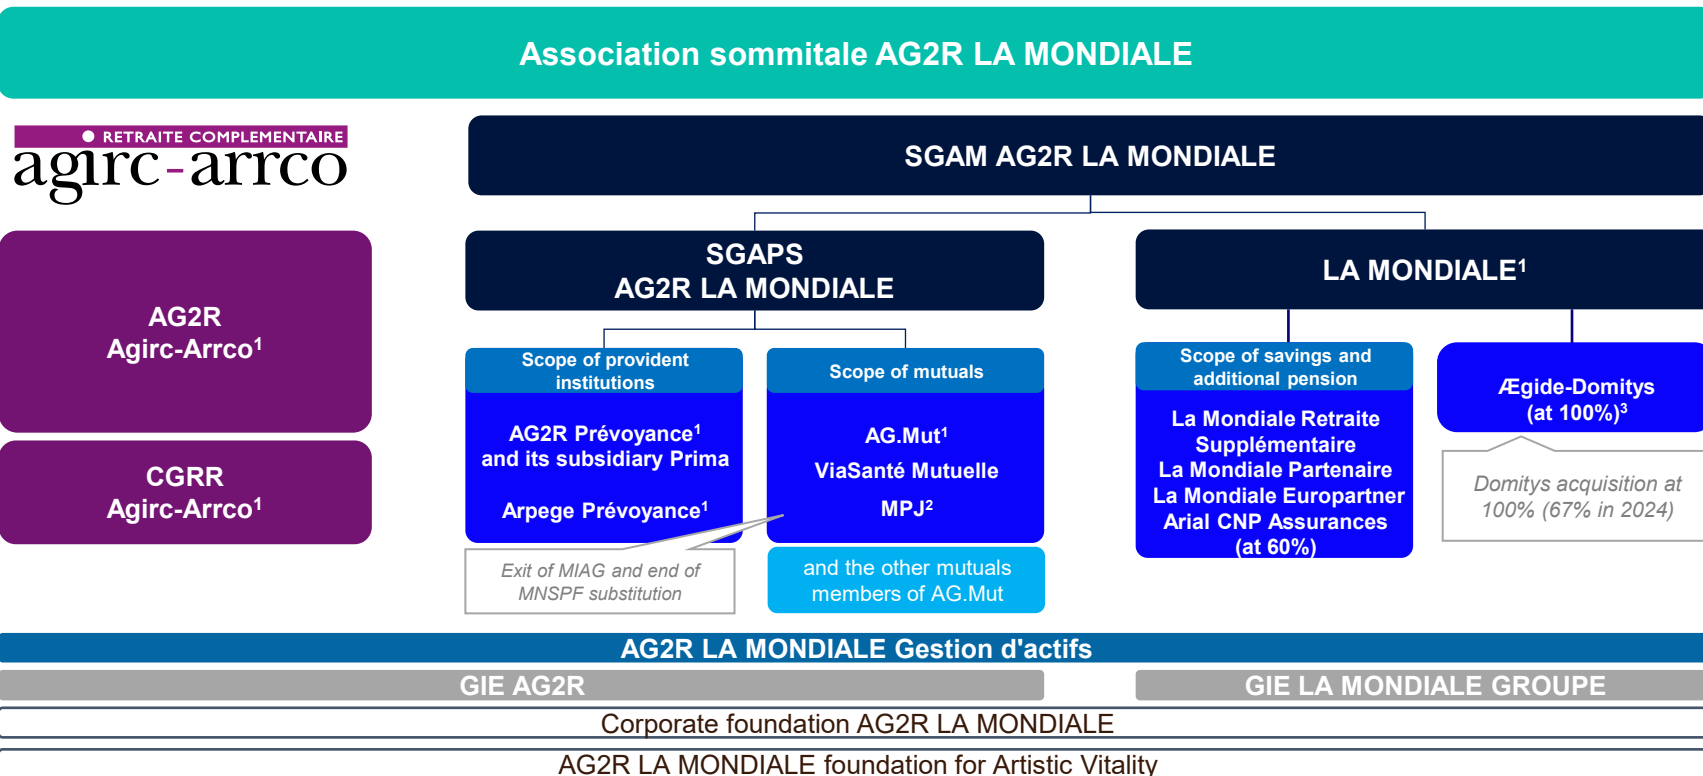 Association sommitale AG2R LA MONDIALE
RETRAITE COMPLEMENTAIRE
agirc-arrco
SGAM AG2R LA MONDIALE
AG2R
Agirc-Arrco¹
CGRR
Agirc-Arrco¹
SGAPS
AG2R LA MONDIALE
LA MONDIALE¹
Scope of provident
institutions
AG2R Prévoyance¹
and its subsidiary Prima
Arpege Prévoyance¹
Exit of MIAG and end of
MNSPF substitution
Scope of mutuals
AG.Mut¹
ViaSanté Mutuelle
MPJ²
and the other mutuals
members of AG.Mut
Scope of savings and
additional pension
La Mondiale Retraite
Supplémentaire
La Mondiale Partenaire
La Mondiale Europartner
Arial CNP Assurances
(at 60%)
Ægide-Domitys
(at 100%)³
Domitys acquisition at
100% (67% in 2024)
AG2R LA MONDIALE Gestion d'actifs
GIE AG2R
GIE LA MONDIALE GROUPE
Corporate foundation AG2R LA MONDIALE
AG2R LA MONDIALE foundation for Artistic Vitality